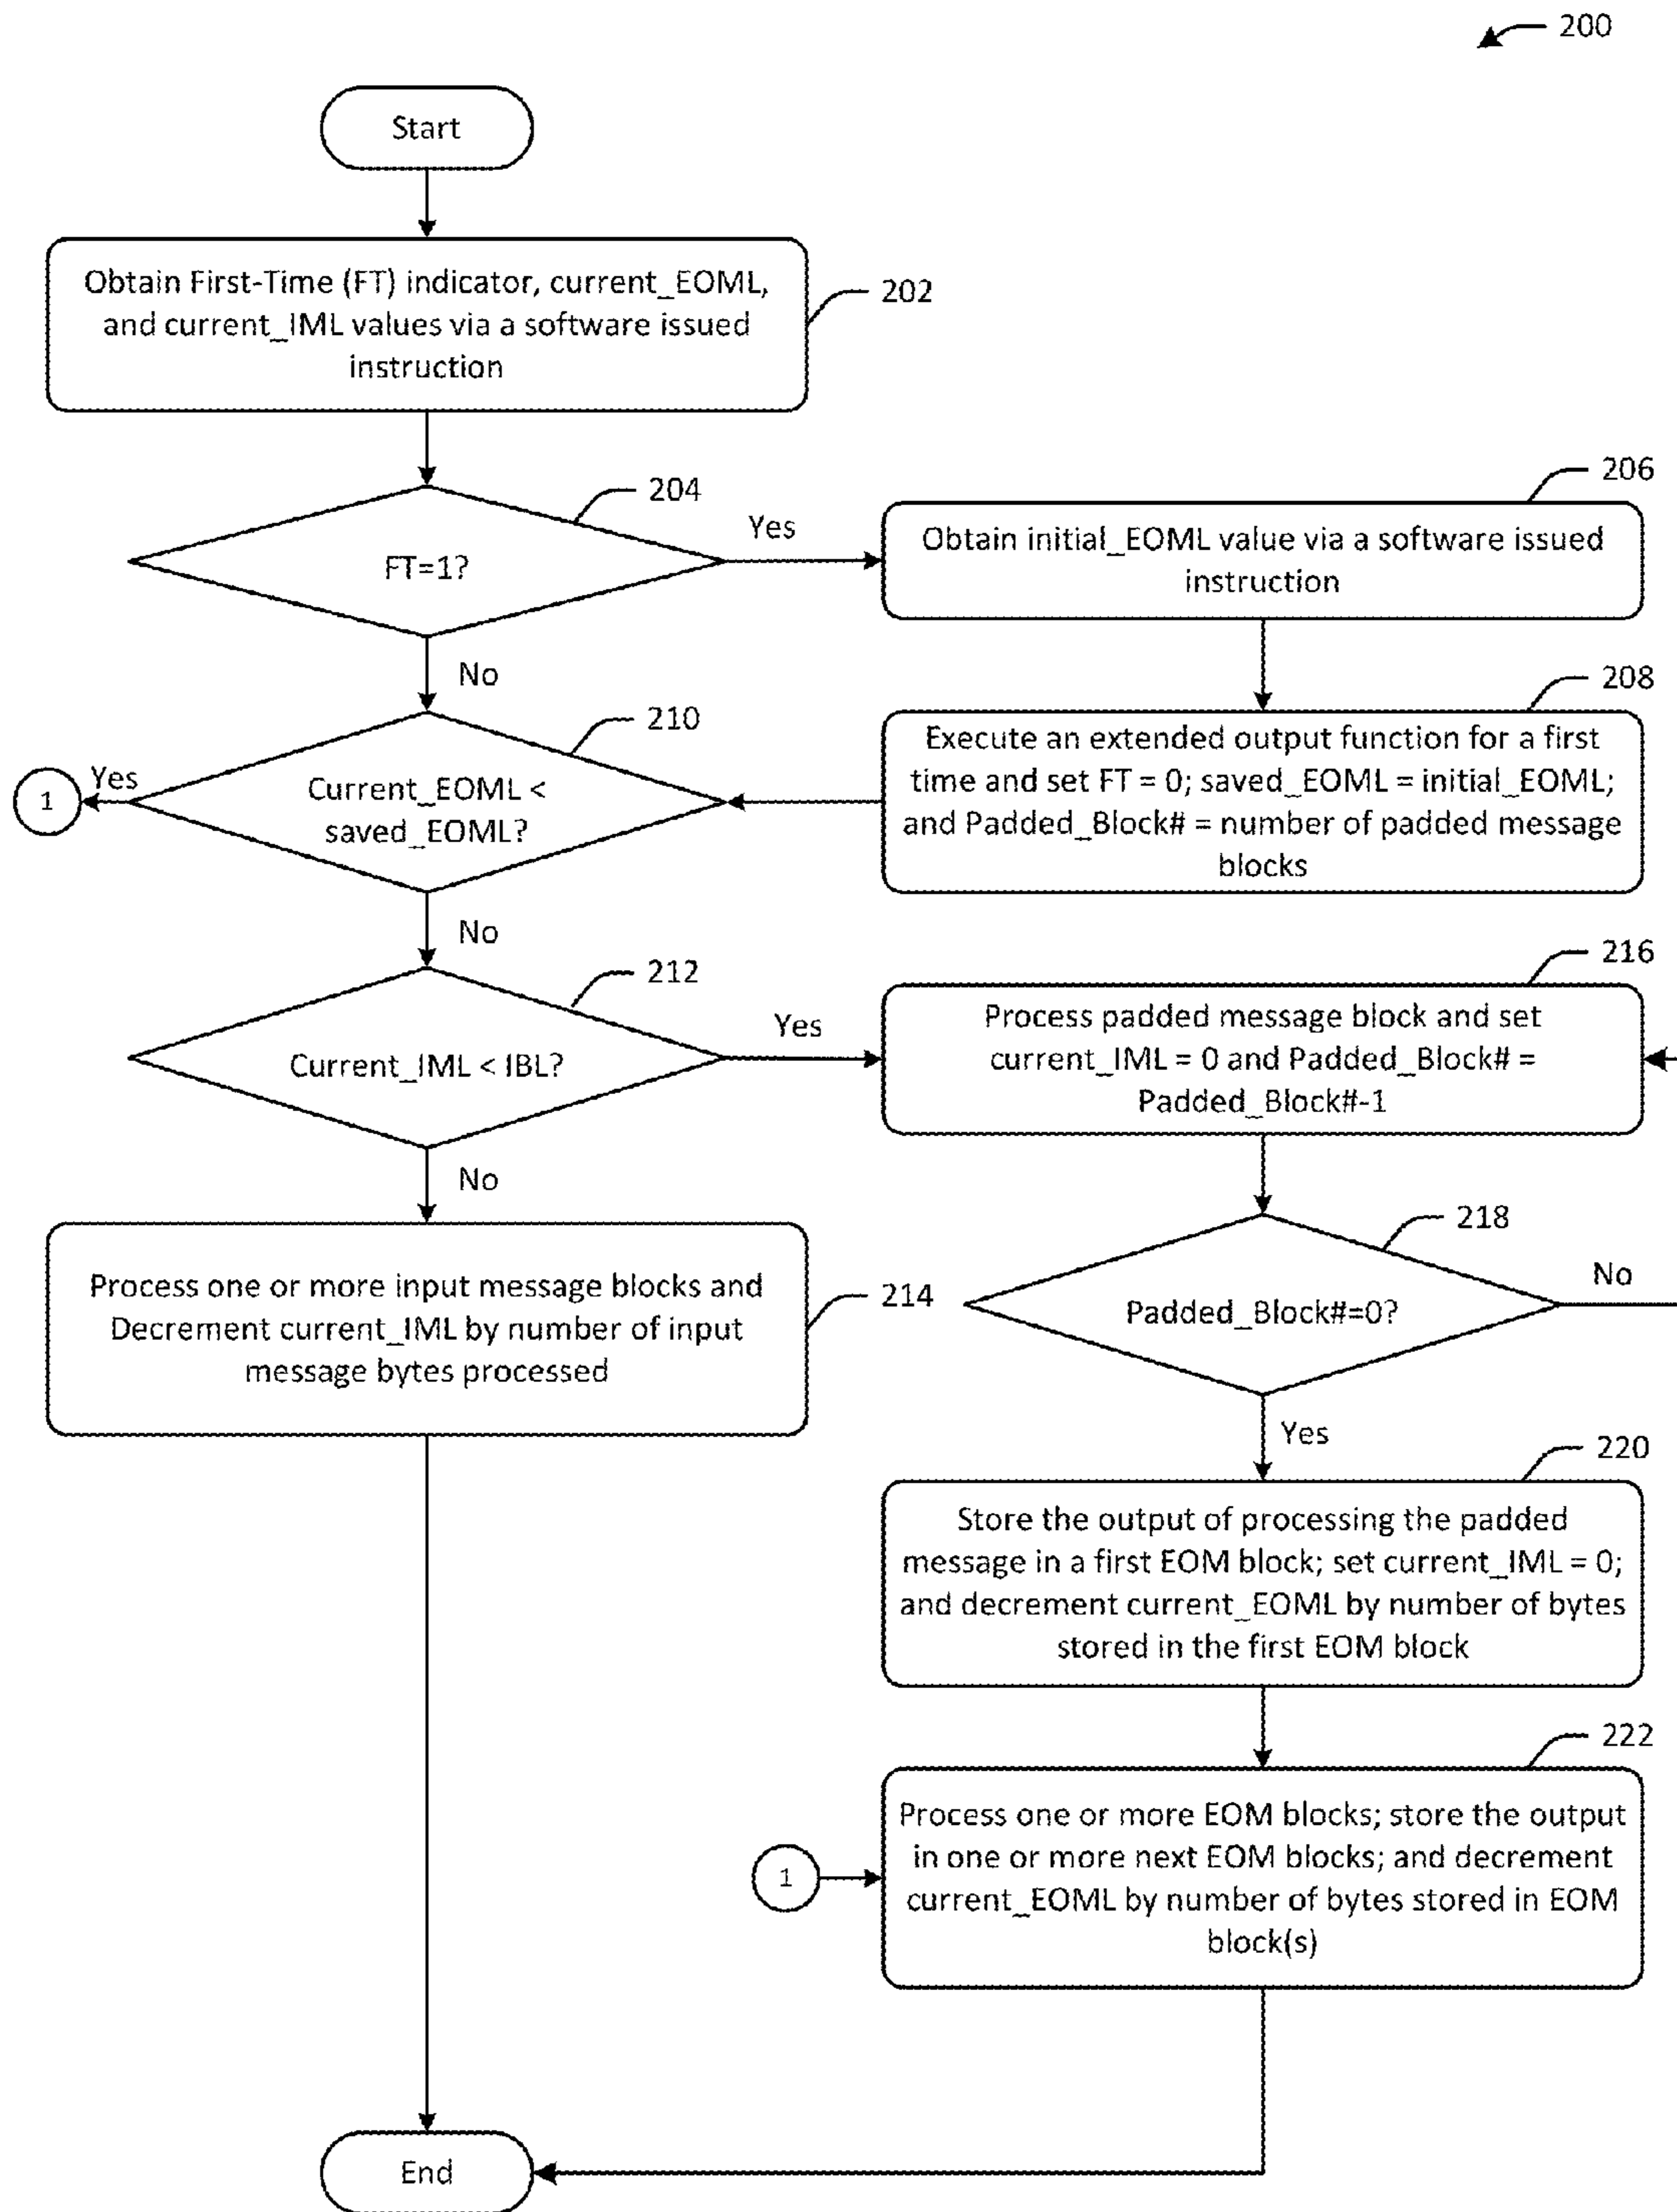 200
Start
Obtain First-Time (FT) indicator, current_EOML,
and current_IML values via a software issued
instruction
202
204
FT=1?
Yes
No
206
Obtain initial_EOML value via a software issued
instruction
208
Execute an extended output function for a first
time and set FT = 0; saved_EOML = initial_EOML;
and Padded_Block# = number of padded message
blocks
210
Current_EOML <
saved_EOML?
Yes
1
No
212
Current_IML < IBL?
Yes
No
216
Process padded message block and set
current_IML = 0 and Padded_Block# =
Padded_Block#-1
214
Process one or more input message blocks and
Decrement current_IML by number of input
message bytes processed
218
Padded_Block#=0?
No
Yes
220
Store the output of processing the padded
message in a first EOM block; set current_IML = 0;
and decrement current_EOML by number of bytes
stored in the first EOM block
222
1
Process one or more EOM blocks; store the output
in one or more next EOM blocks; and decrement
current_EOML by number of bytes stored in EOM
block(s)
End